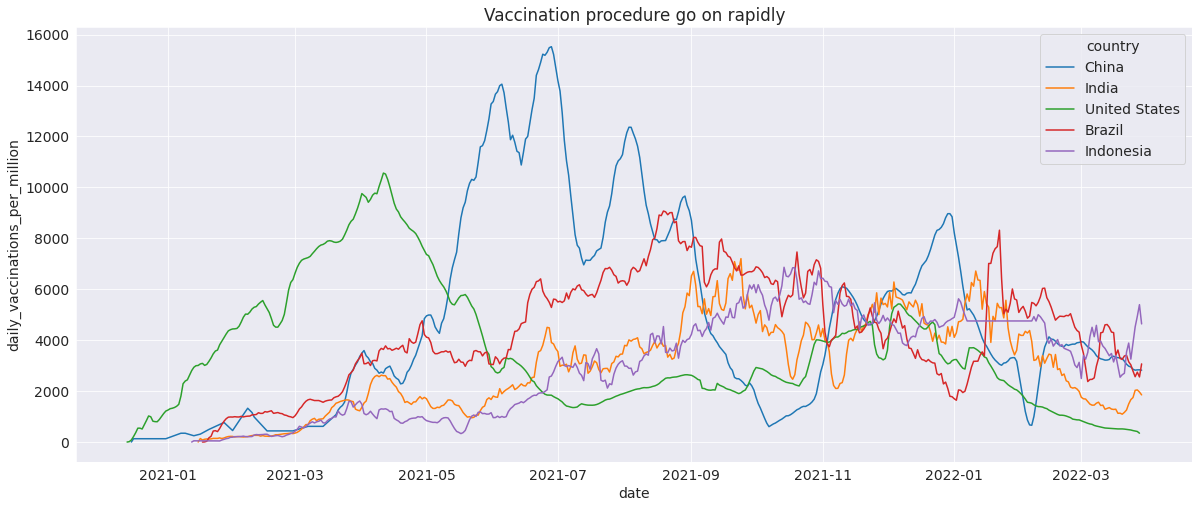 Vaccination procedure go on rapidly
daily_vaccinations_per_million
16000
14000
12000
10000
8000
6000
4000
2000
0
country
China
India
United States
Brazil
Indonesia
2021-01
2021-03
2021-05
2021-07
2021-09
2021-11
2022-01
2022-03
date